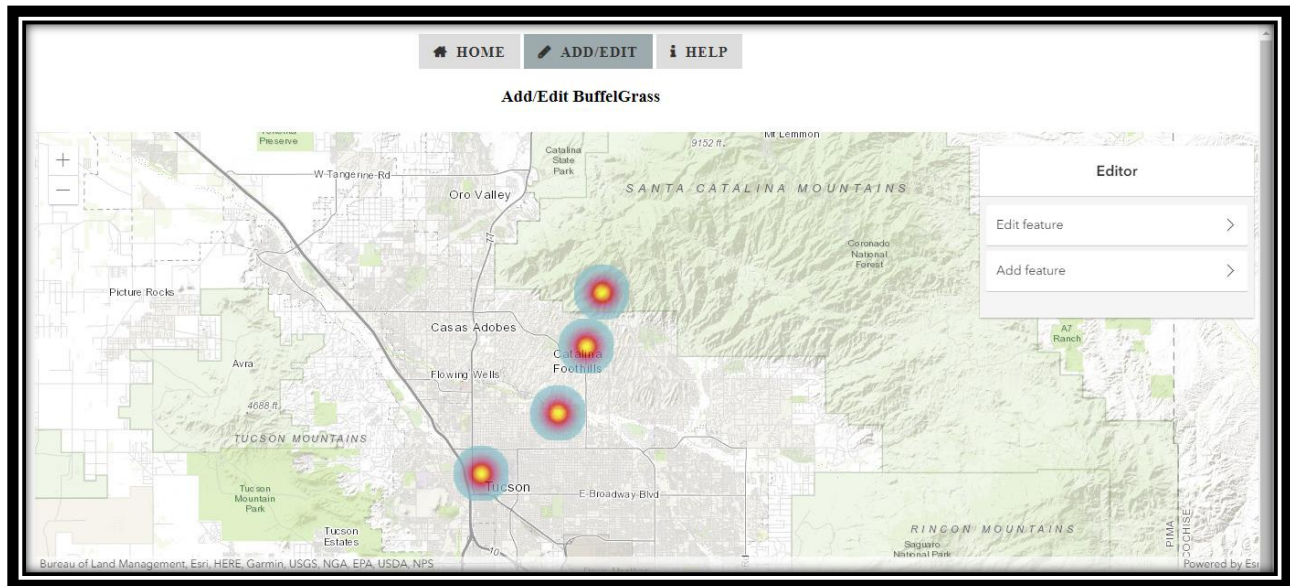 HOME ADD/EDIT HELP
Add/Edit BuffelGrass
Preserve
Mt Lemmon
9152 ft.
Catalina
State
Park
W-Tangerine-Rd
Oro Valley
SANTA CATALINA MOUNTAINS
77
Editor
Edit feature
Add feature
Coronado
National
Forest
Picture Rocks
Casas Adobes
A7
Ranch
Catalina
Foothills
Avra
Flowing Wells
4688 ft.
TUCSON MOUNTAINS
Tucson
Mountain
Park
Tucson
E-Broadway-Blvd
Tucson
Estates
10
RINCON MOUNTAINS
Saguaro
National Park
PIMA
COCHISE
Bureau of Land Management, Esri, HERE, Garmin, USGS, NGA, EPA, USDA, NPS
Powered by Esri